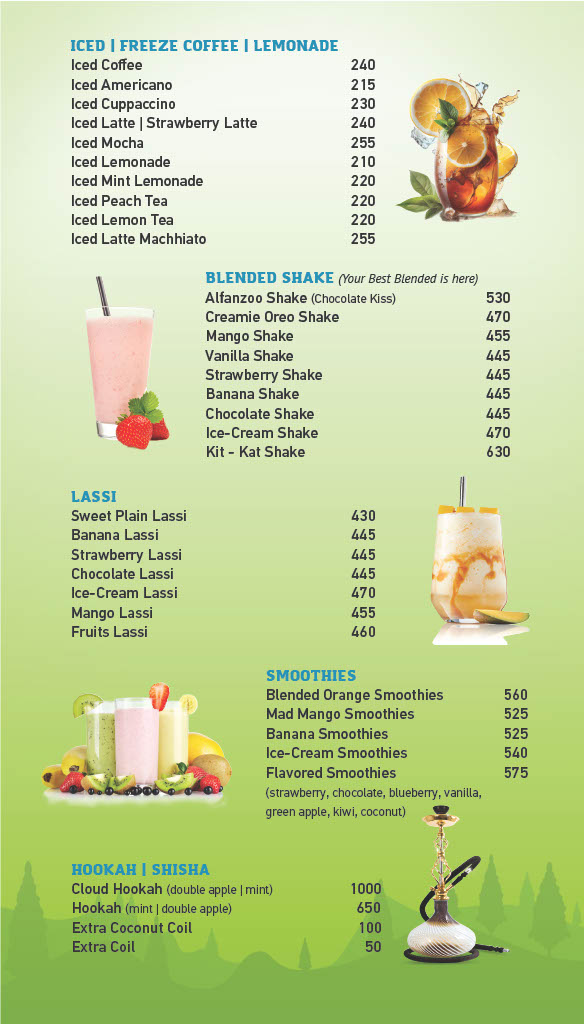 ICED | FREEZE COFFEE | LEMONADE
Iced Coffee 240
Iced Americano 215
Iced Cuppaccino 230
Iced Latte | Strawberry Latte 240
Iced Mocha 255
Iced Lemonade 210
Iced Mint Lemonade 220
Iced Peach Tea 220
Iced Lemon Tea 220
Iced Latte Machhiato 255
BLENDED SHAKE (Your Best Blended is here)
Alfanzoo Shake (Chocolate Kiss) 530
Creamie Oreo Shake 470
Mango Shake 455
Vanilla Shake 445
Strawberry Shake 445
Banana Shake 445
Chocolate Shake 445
Ice-Cream Shake 470
Kit - Kat Shake 630
LASSI
Sweet Plain Lassi 430
Banana Lassi 445
Strawberry Lassi 445
Chocolate Lassi 445
Ice-Cream Lassi 470
Mango Lassi 455
Fruits Lassi 460
SMOOTHIES
Blended Orange Smoothies 560
Mad Mango Smoothies 525
Banana Smoothies 525
Ice-Cream Smoothies 540
Flavored Smoothies 575
(strawberry, chocolate, blueberry, vanilla,
green apple, kiwi, coconut)
HOOKAH | SHISHA
Cloud Hookah (double apple | mint) 1000
Hookah (mint | double apple) 650
Extra Coconut Coil 100
Extra Coil 50